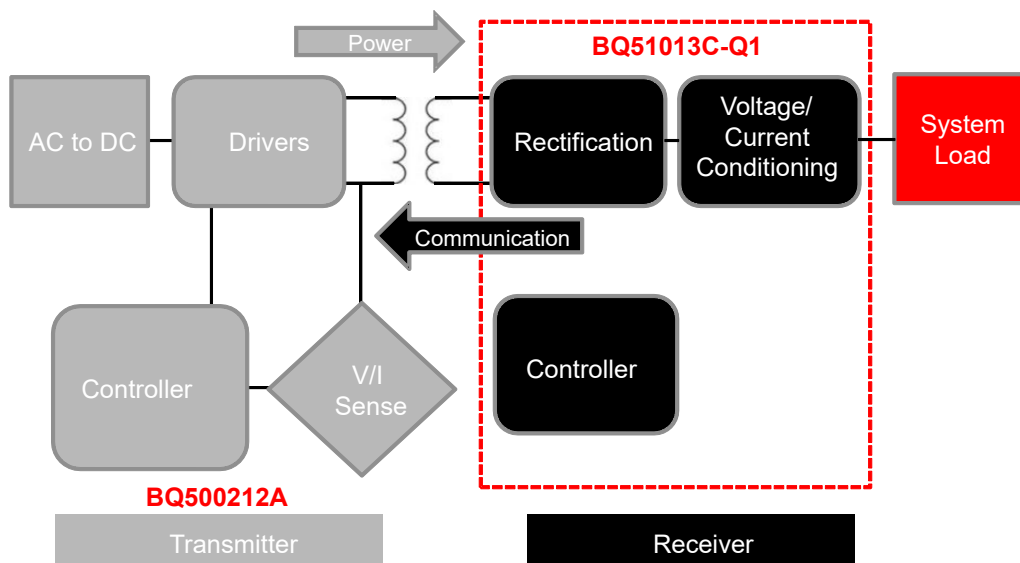 Power
BQ51013C-Q1
AC to DC
Drivers
Rectification
Voltage/
Current
Conditioning
System
Load
Communication
Controller
V/I
Sense
Controller
BQ500212A
Transmitter
Receiver